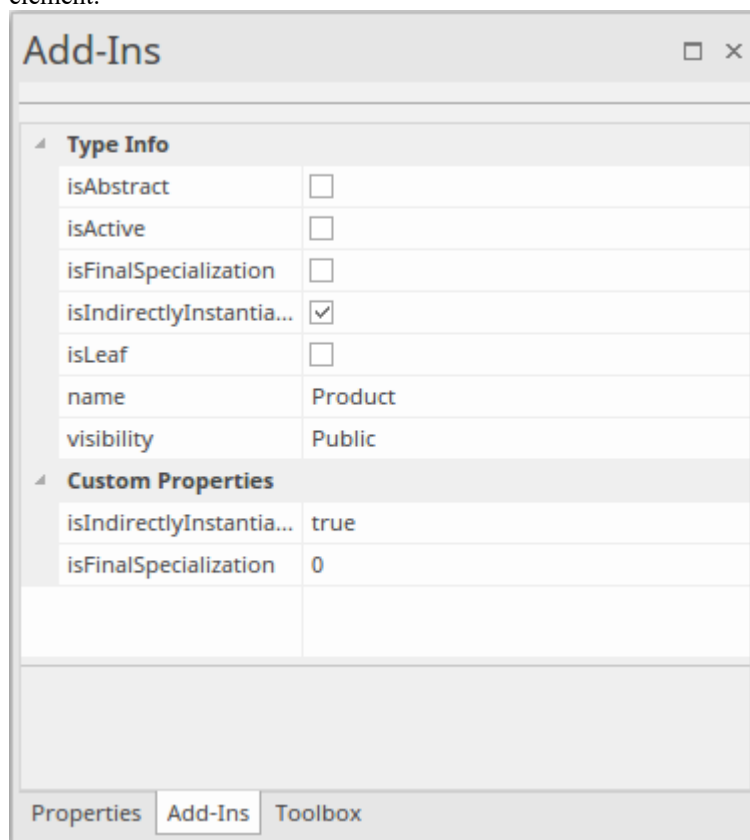 Add-Ins
Type Info
isAbstract
isActive
isFinalSpecialization
isIndirectlyInstantia...
isLeaf
name Product
visibility Public
Custom Properties
isIndirectlyInstantia... true
isFinalSpecialization 0
Properties Add-Ins Toolbox